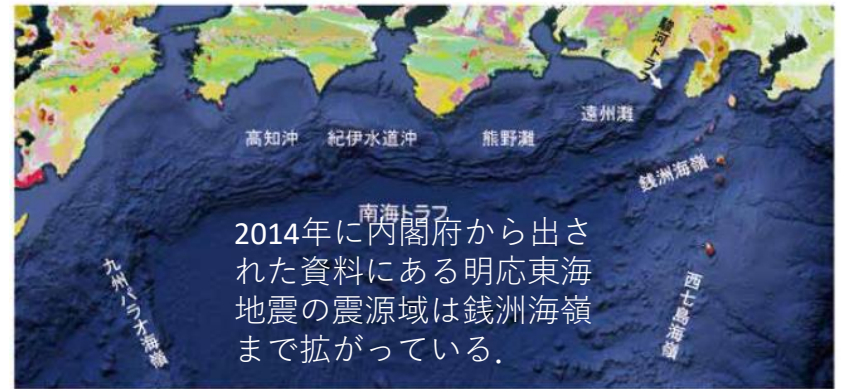 駿河トラフ
遠州灘
高知沖
紀伊水道沖
熊野灘
銭洲海嶺
南海トラフ
2014年に内閣府から出さ
れた資料にある明応東海
地震の震源域は銭洲海嶺
まで拡がっている.
九州パラオ海嶺
西七島海嶺